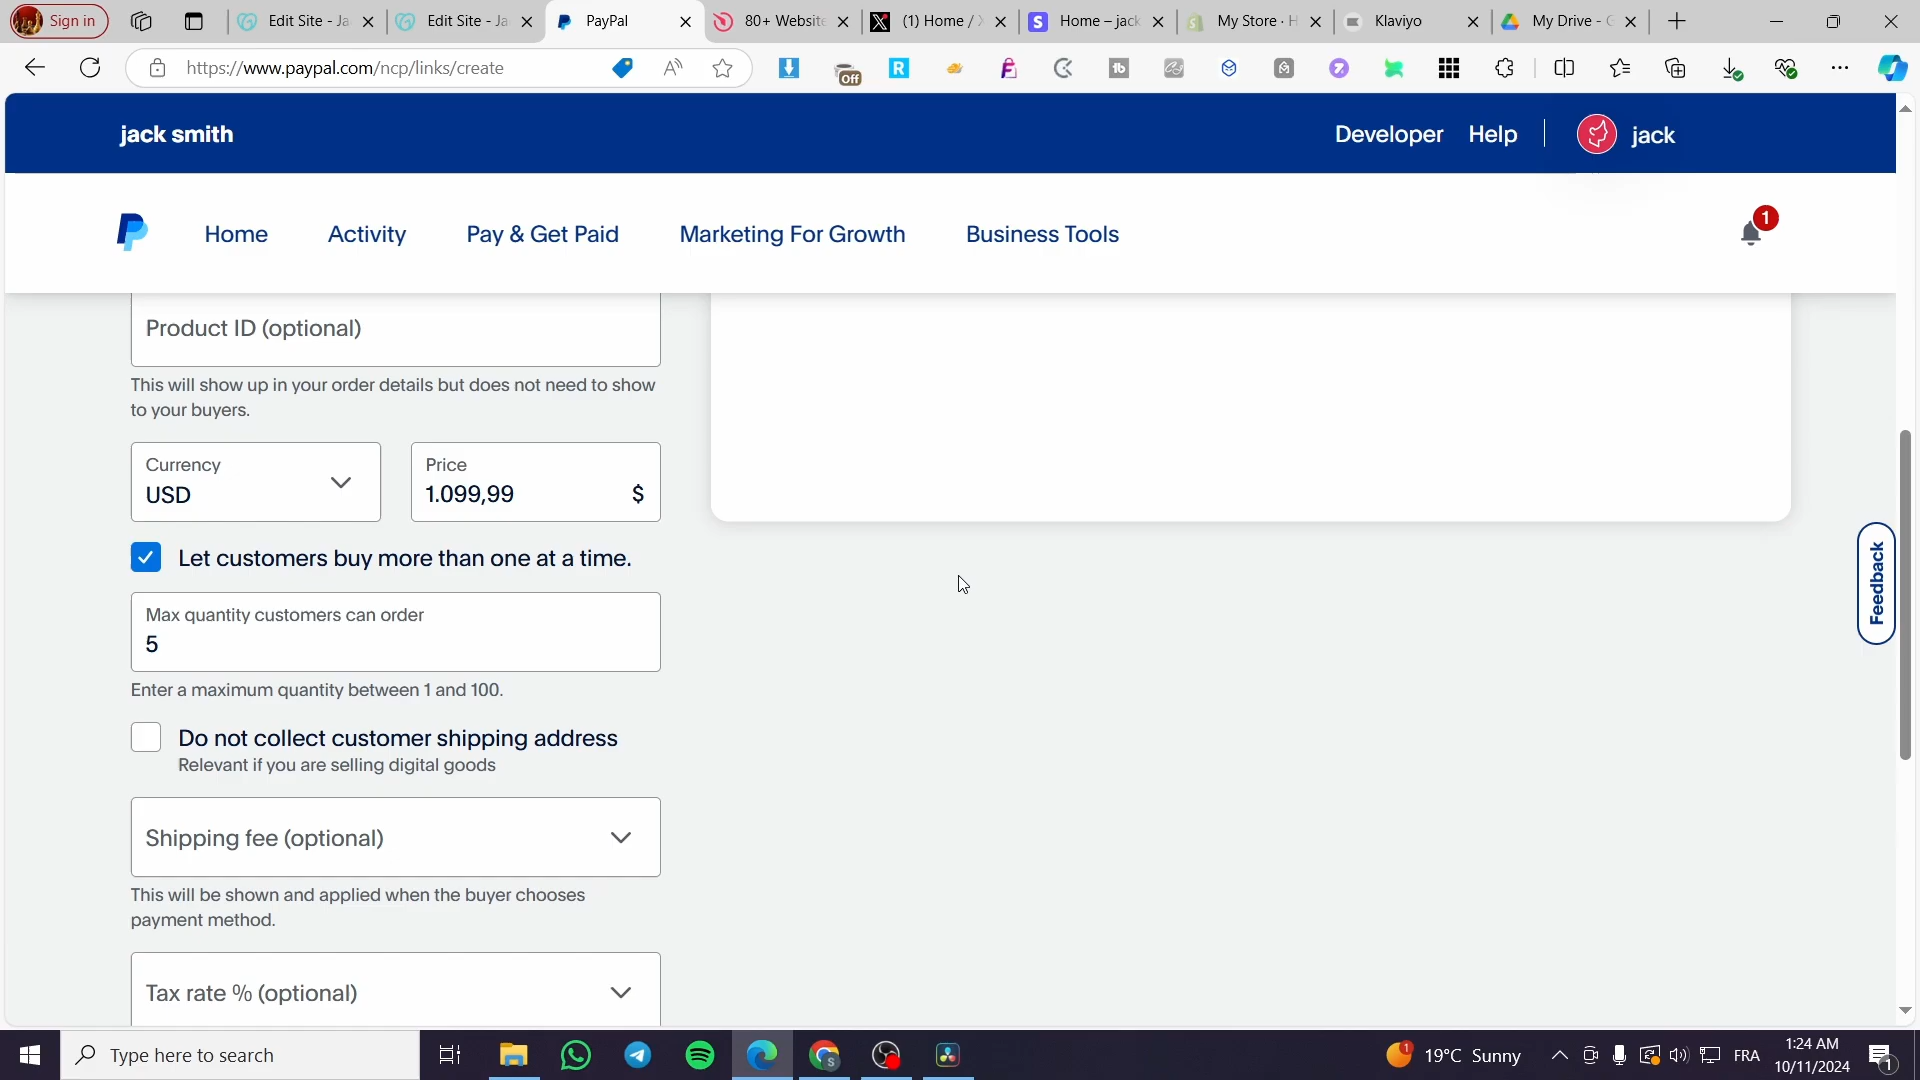 Sign in
Edit Site - Ja
Edit Site - Ja
PayPal
80+ Website
(1) Home / X
Home – jack
My Store · H
Klaviyo
My Drive - G
https://www.paypal.com/ncp/links/create
Off
jack smith
Developer
Help
jack
Home
Activity
Pay & Get Paid
Marketing For Growth
Business Tools
1
Product ID (optional)
This will show up in your order details but does not need to show
to your buyers.
Currency
USD
Price
1.099,99
$
Let customers buy more than one at a time.
Max quantity customers can order
5
Enter a maximum quantity between 1 and 100.
Do not collect customer shipping address
Relevant if you are selling digital goods
Shipping fee (optional)
This will be shown and applied when the buyer chooses
payment method.
Tax rate % (optional)
Feedback
Type here to search
1
19°C Sunny
FRA
1:24 AM
10/11/2024
1